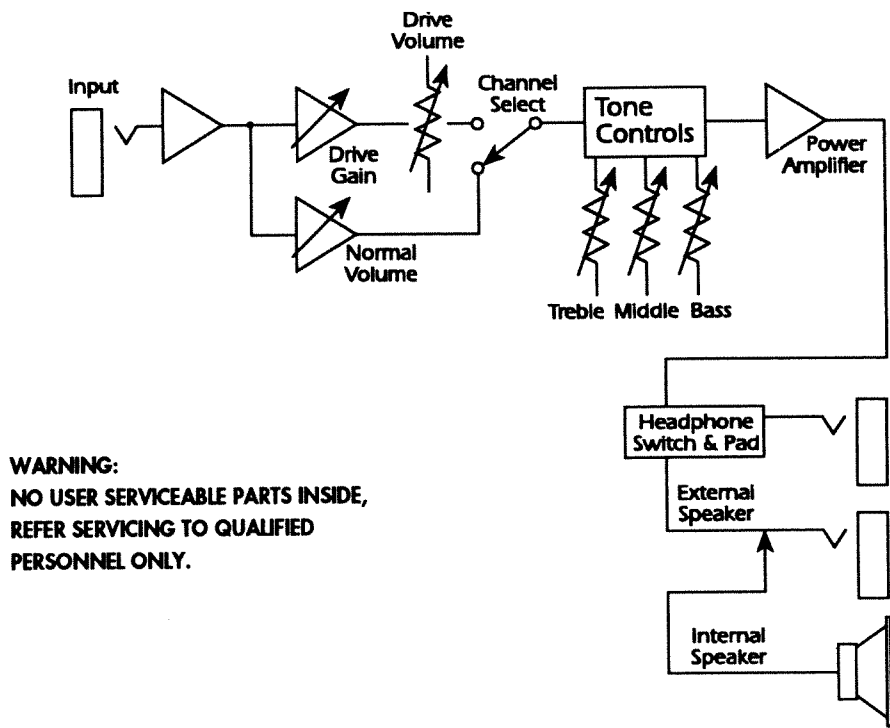 Drive
Volume
Input
Channel
Select
Tone
Controls
Drive
Gain
Power
Amplifier
Normal
Volume
Treble Middle Bass
Headphone
Switch & Pad
External
Speaker
Internal
Speaker
WARNING:
NO USER SERVICEABLE PARTS INSIDE,
REFER SERVICING TO QUALIFIED
PERSONNEL ONLY.